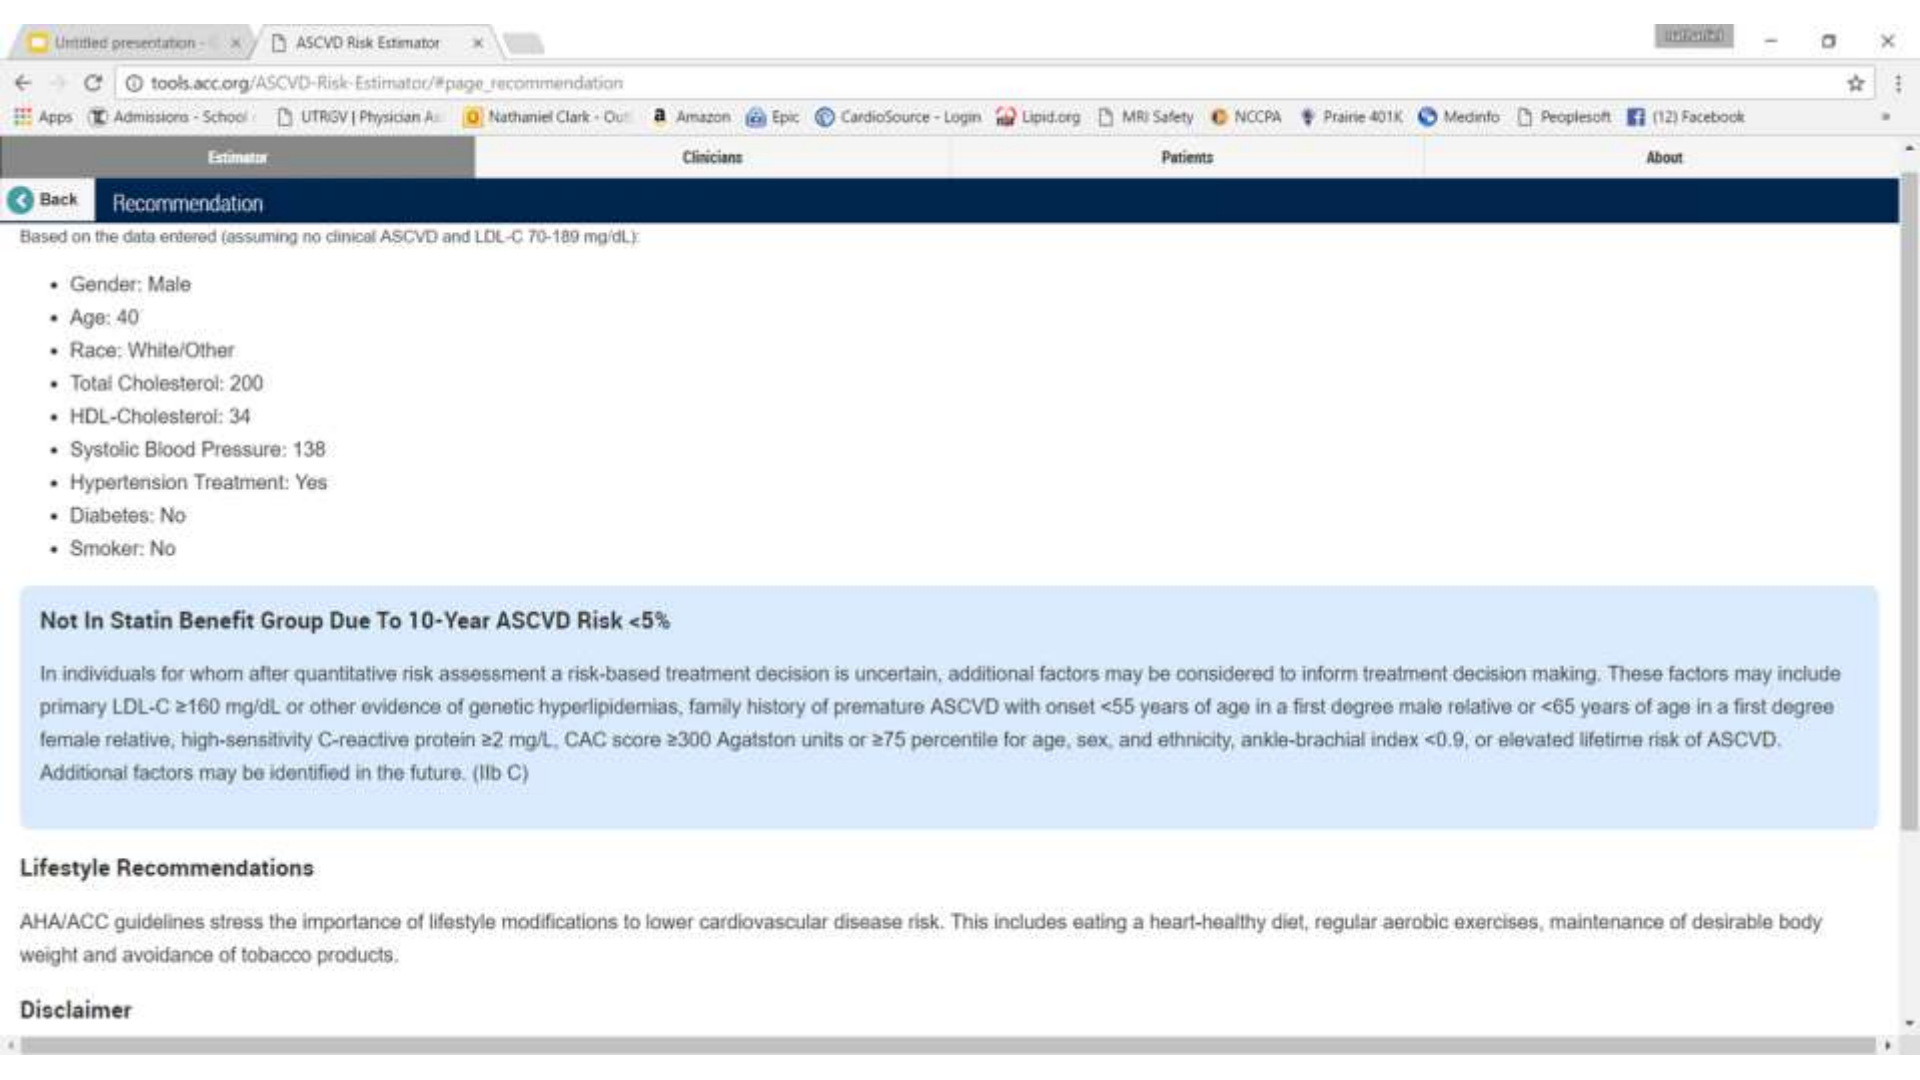 Untitled presentation -
ASCVD Risk Estimator
tools.acc.org/ASCVD-Risk-Estimator/#page_recommendation
Apps Admissions - School UTRGV | Physician As Nathaniel Clark - Out Amazon Epic CardioSource - Login Lipid.org MRI Safety NCCPA Prairie 401K Medinfo Peoplesoft (12) Facebook
Estimator Clinicians Patients About
Back Recommendation
Based on the data entered (assuming no clinical ASCVD and LDL-C 70-189 mg/dL):
• Gender: Male
• Age: 40
• Race: White/Other
• Total Cholesterol: 200
• HDL-Cholesterol: 34
• Systolic Blood Pressure: 138
• Hypertension Treatment: Yes
• Diabetes: No
• Smoker: No
Not In Statin Benefit Group Due To 10-Year ASCVD Risk <5%
In individuals for whom after quantitative risk assessment a risk-based treatment decision is uncertain, additional factors may be considered to inform treatment decision making. These factors may include
primary LDL-C ≥160 mg/dL or other evidence of genetic hyperlipidemias, family history of premature ASCVD with onset <55 years of age in a first degree male relative or <65 years of age in a first degree
female relative, high-sensitivity C-reactive protein ≥2 mg/L, CAC score ≥300 Agatston units or ≥75 percentile for age, sex, and ethnicity, ankle-brachial index <0.9, or elevated lifetime risk of ASCVD.
Additional factors may be identified in the future. (IIb C)
Lifestyle Recommendations
AHA/ACC guidelines stress the importance of lifestyle modifications to lower cardiovascular disease risk. This includes eating a heart-healthy diet, regular aerobic exercises, maintenance of desirable body
weight and avoidance of tobacco products.
Disclaimer